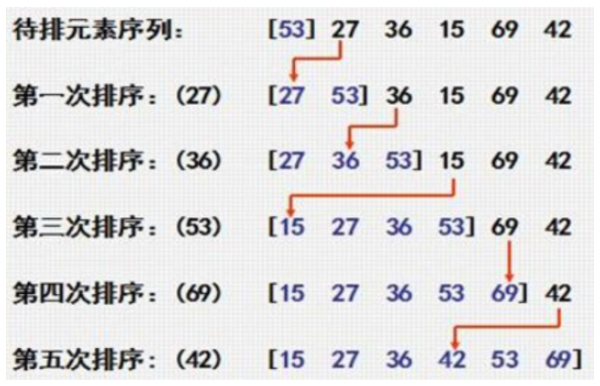 待排元素序列： [53] 27 36 15 69 42
第一次排序：(27) [27 53] 36 15 69 42
第二次排序：(36) [27 36 53] 15 69 42
第三次排序：(53) [15 27 36 53] 69 42
第四次排序：(69) [15 27 36 53 69] 42
第五次排序：(42) [15 27 36 42 53 69]